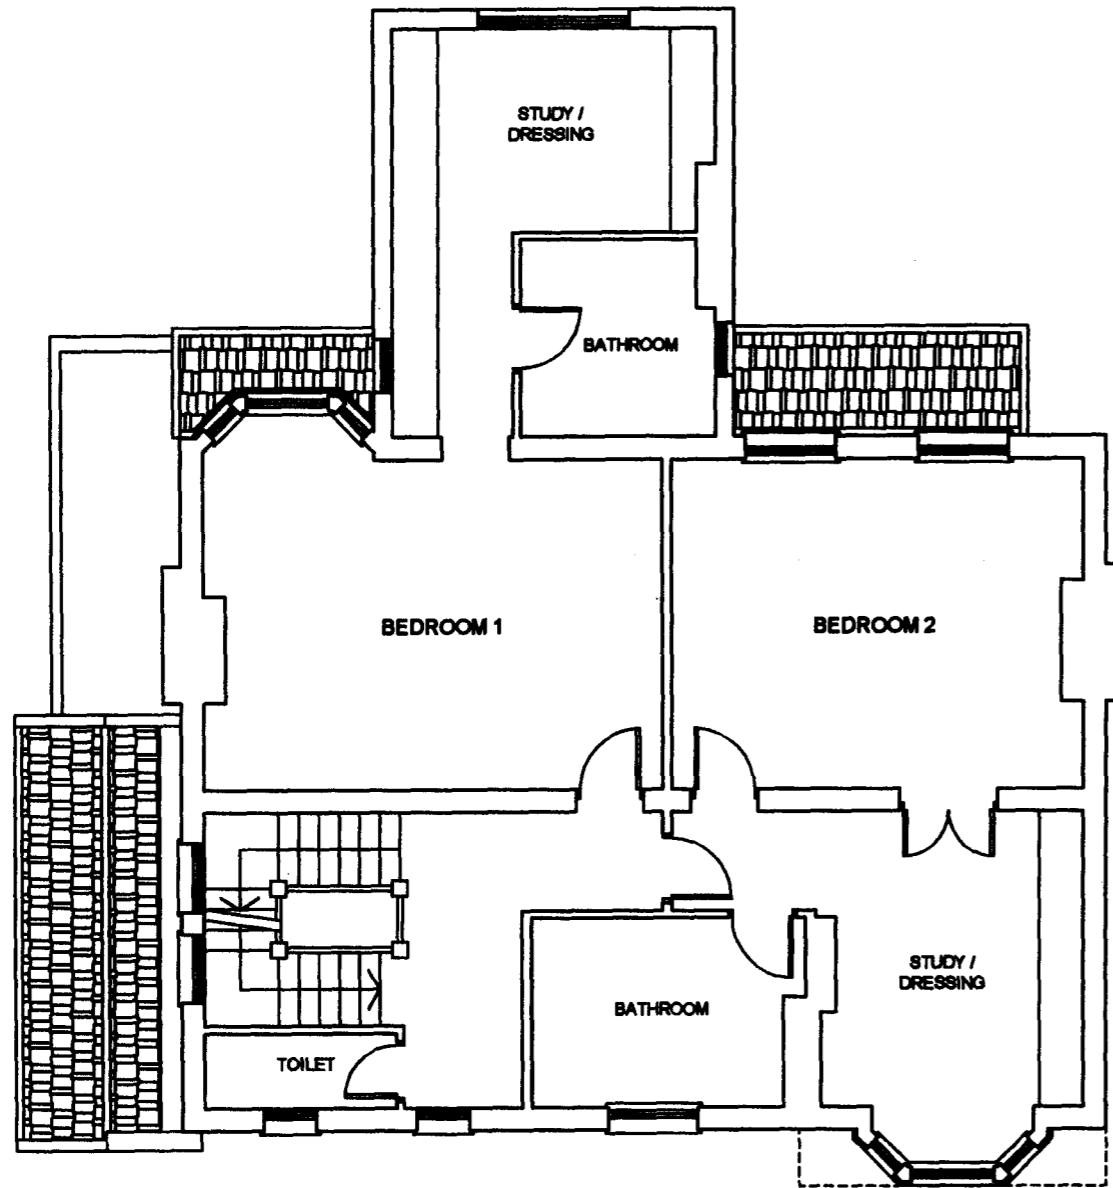 STUDY /
DRESSING
BATHROOM
BEDROOM 1
BEDROOM 2
STUDY /
DRESSING
BATHROOM
TOILET